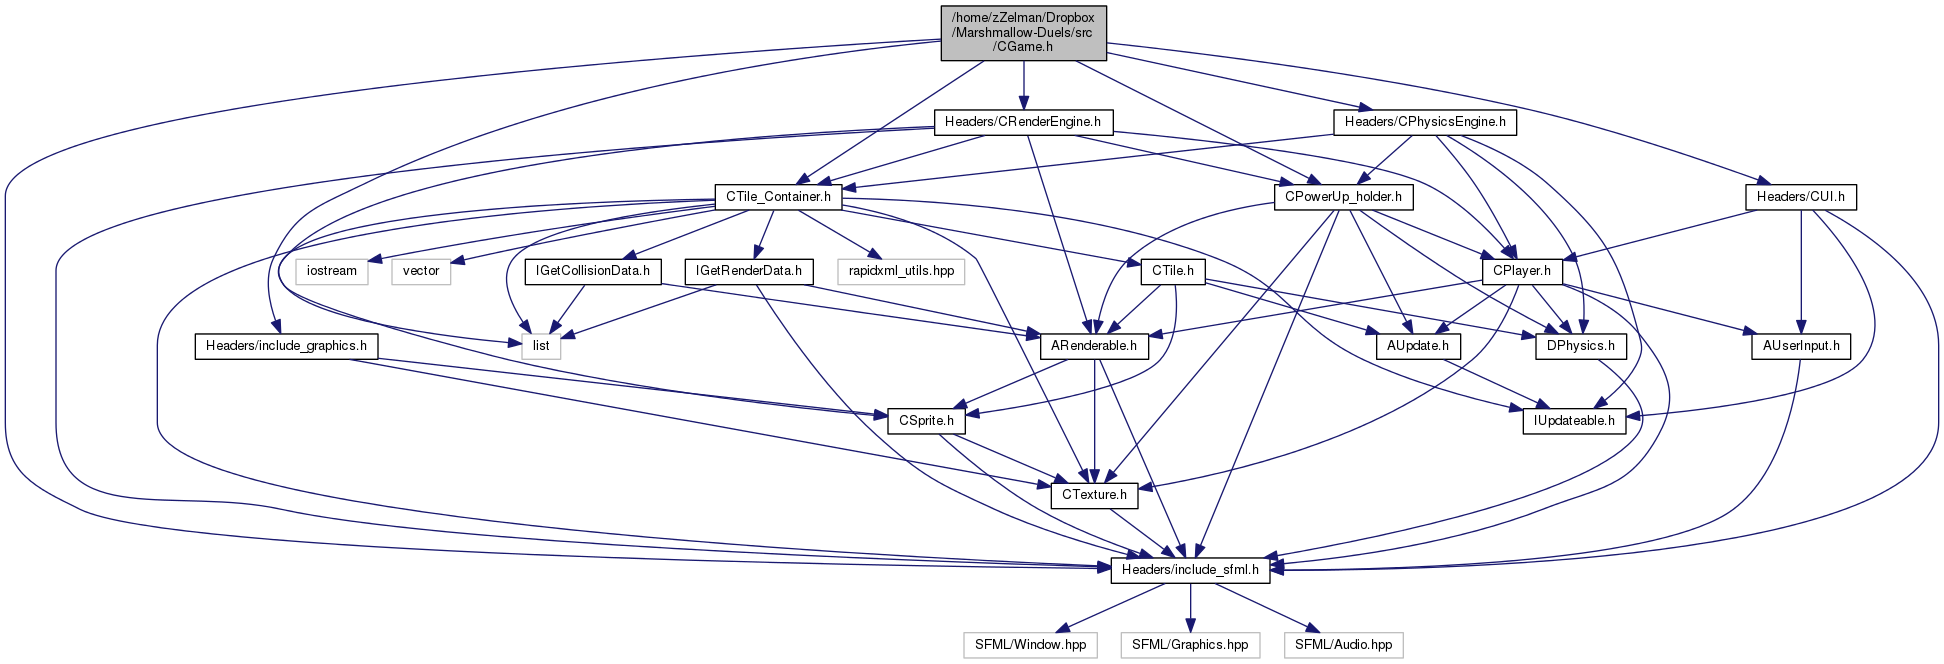 /home/zZelman/Dropbox
/Marshmallow-Duels/src
/CGame.h
Headers/CRenderEngine.h
Headers/CPhysicsEngine.h
CTile_Container.h
CPowerUp_holder.h
Headers/CUI.h
iostream
vector
IGetCollisionData.h
IGetRenderData.h
rapidxml_utils.hpp
CTile.h
CPlayer.h
Headers/include_graphics.h
list
ARenderable.h
AUpdate.h
DPhysics.h
AUserInput.h
CSprite.h
IUpdateable.h
CTexture.h
Headers/include_sfml.h
SFML/Window.hpp
SFML/Graphics.hpp
SFML/Audio.hpp